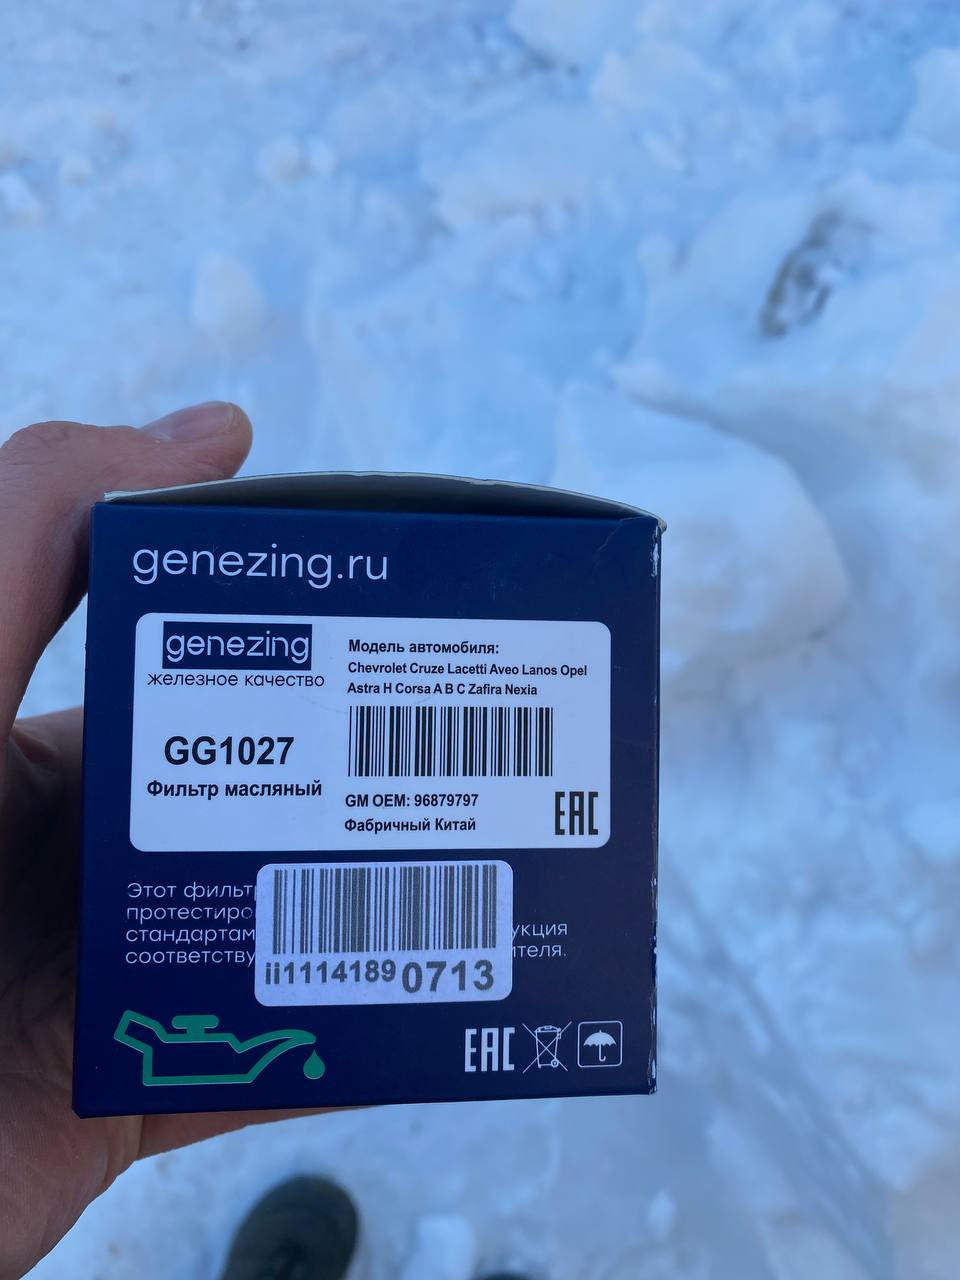 genezing.ru
genezing
железное качество
GG1027
Фильтр масляный
Модель автомобиля:
Chevrolet Cruze Lacetti Aveo Lanos Opel
Astra H Corsa A B C Zafira Nexia
GM OEM: 96879797
Фабричный Китай
EAC
Этот фильтр
протестиро
стандартам укция
соответству ителя.
ii1114189 0713
EAC